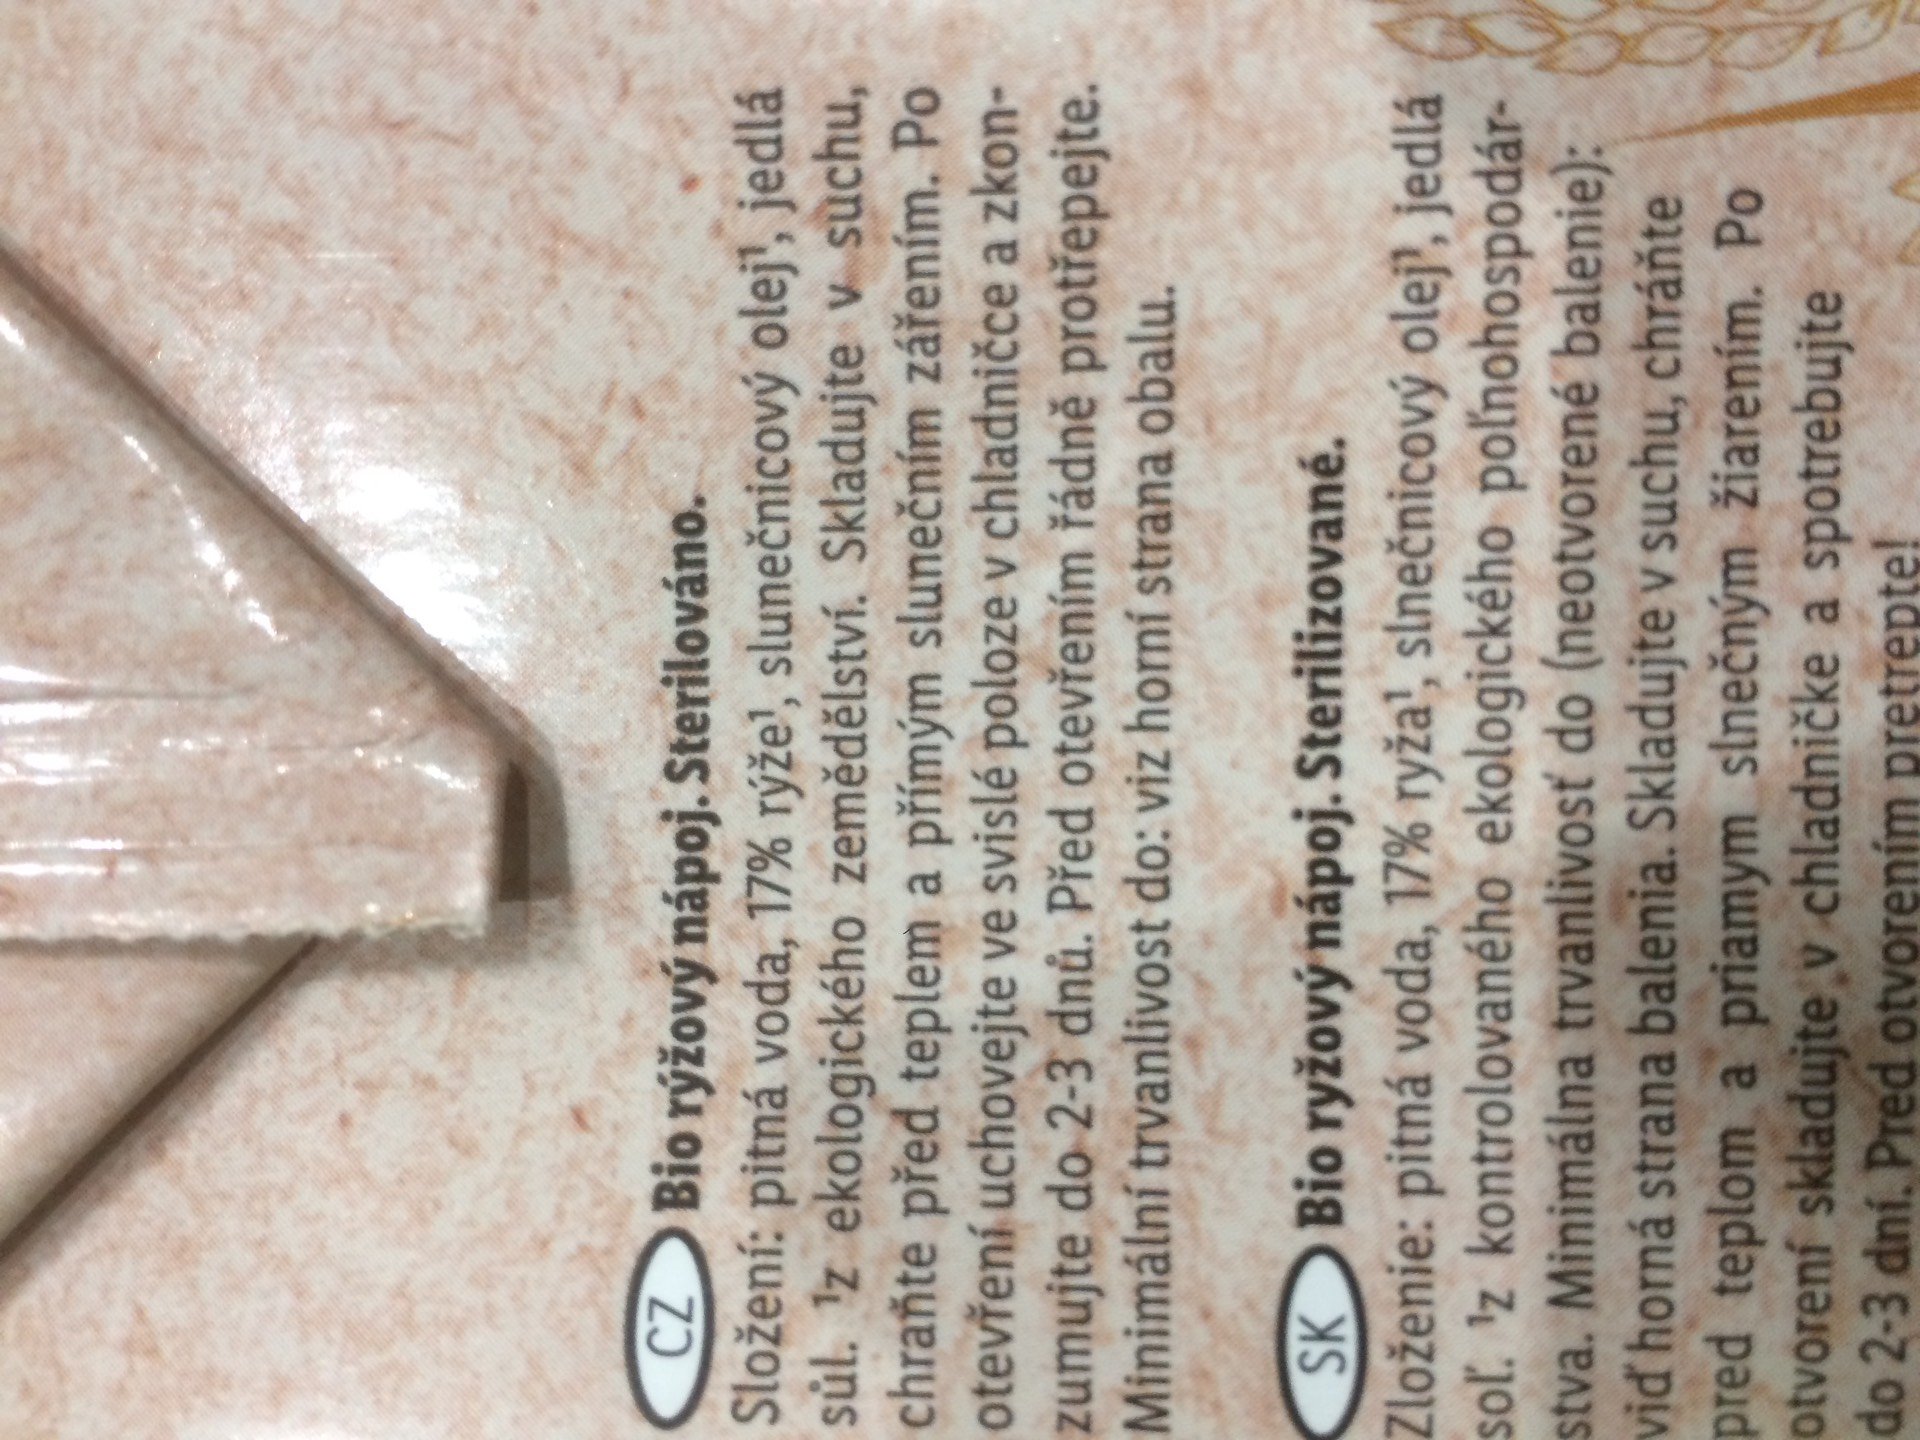 CZ Bio rýžový nápoj. Sterilováno.
Složení: pitná voda, 17% rýže¹, slunečnicový olej¹, jedlá
sůl. ¹z ekologického zemědělství. Skladujte v suchu,
chraňte před teplem a přímým slunečním zářením. Po
otevření uchovejte ve svislé poloze v chladničce a zkon-
zumujte do 2-3 dnů. Před otevřením řádně protřepejte.
Minimální trvanlivost do: viz horní strana obalu.
SK Bio ryžový nápoj. Sterilizované.
Zloženie: pitná voda, 17% ryža¹, slnečnicový olej¹, jedlá
soľ. ¹z kontrolovaného ekologického poľnohospodár-
stva. Minimálna trvanlivosť do (neotvorené balenie):
viď horná strana balenia. Skladujte v suchu, chráňte
pred teplom a priamym slnečným žiarením. Po
otvorení skladujte v chladničke a spotrebujte
do 2-3 dní. Pred otvorením pretrepte!